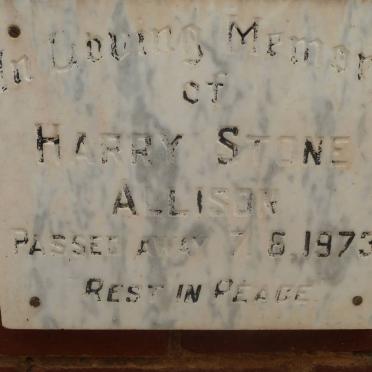 In Loving Memory
of
HARRY STONE
ALLISON
PASSED AWAY 7.8.1973
REST IN PEACE